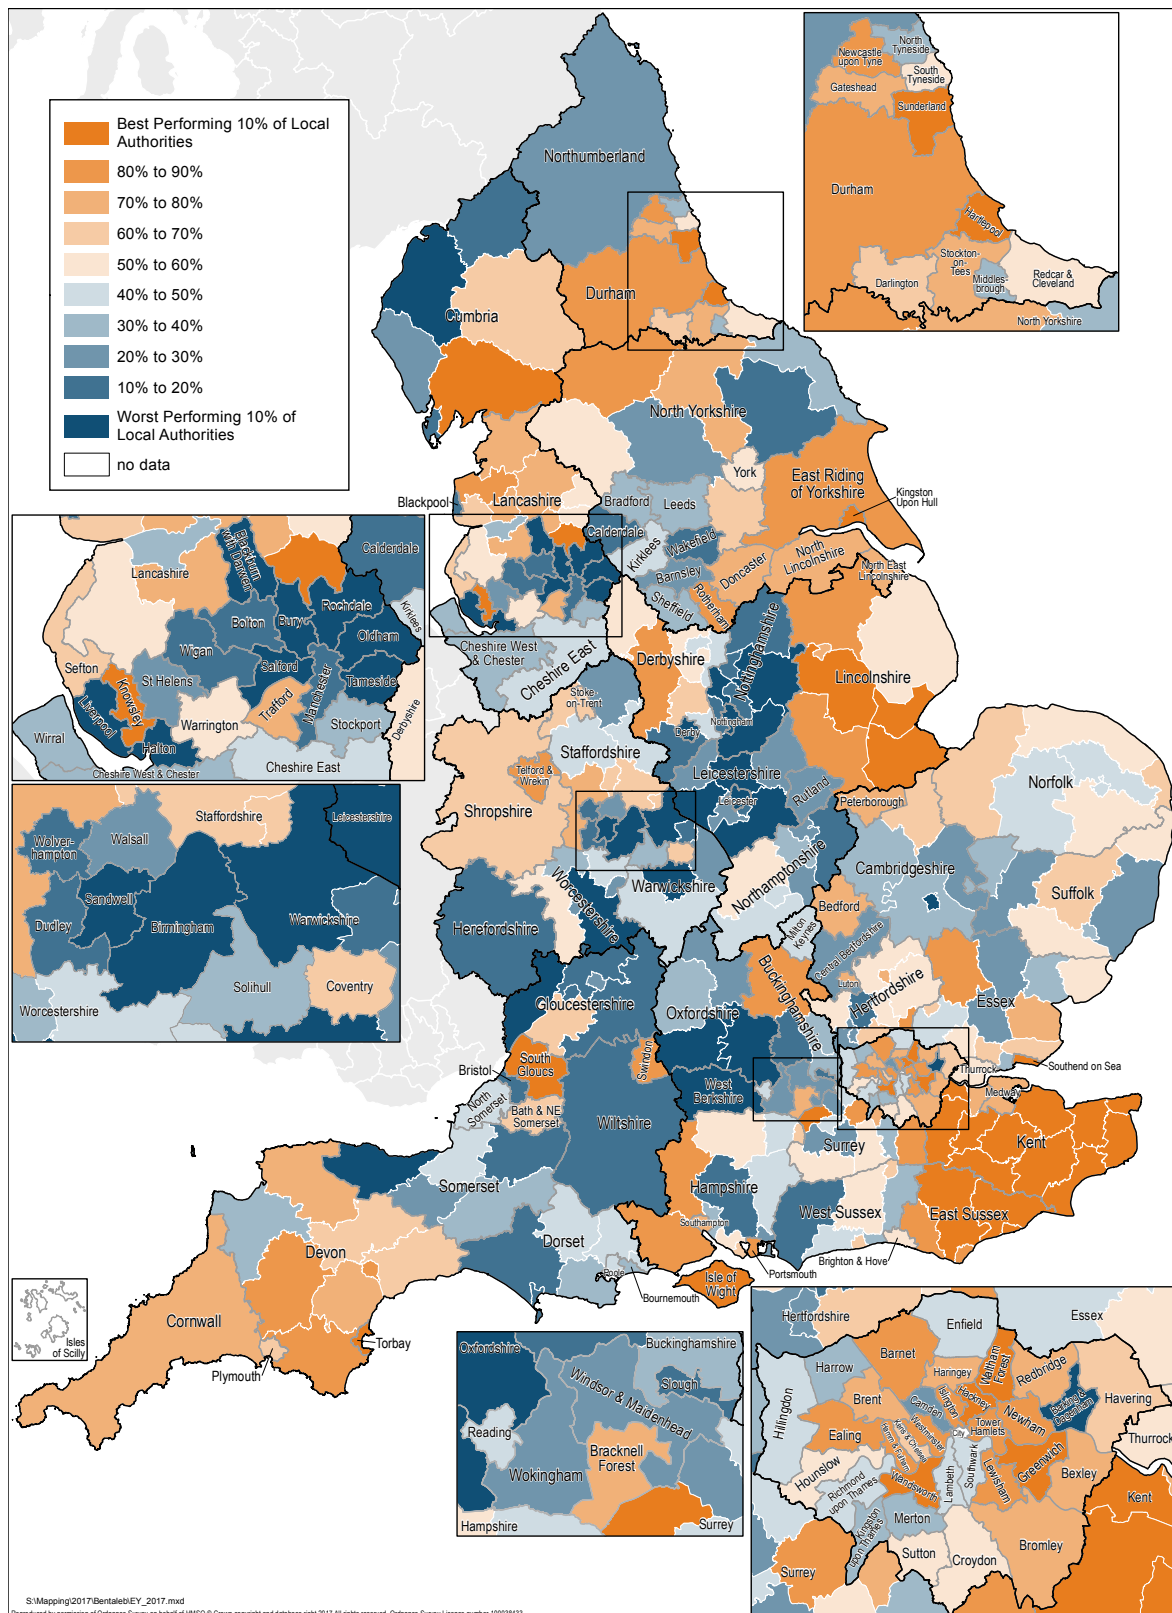 Best Performing 10% of Local
Authorities
80% to 90%
70% to 80%
60% to 70%
50% to 60%
40% to 50%
30% to 40%
20% to 30%
10% to 20%
Worst Performing 10% of
Local Authorities
no data
Northumberland
Durham
Cumbria
North Yorkshire
York
East Riding
of Yorkshire
Kingston
Upon Hull
Blackpool
Lancashire
Bradford
Leeds
Calderdale
Kirklees
Wakefield
Barnsley
Doncaster
North
Lincolnshire
North East
Lincolnshire
Sheffield
Rotherham
Cheshire West
& Chester
Cheshire East
Derbyshire
Nottinghamshire
Lincolnshire
Stoke-
on-Trent
Derby
Nottingham
Staffordshire
Telford &
Wrekin
Shropshire
Leicestershire
Leicester
Rutland
Peterborough
Norfolk
Cambridgeshire
Suffolk
Worcestershire
Warwickshire
Northamptonshire
Herefordshire
Milton
Keynes
Bedford
Central Bedfordshire
Luton
Hertfordshire
Essex
Gloucestershire
Oxfordshire
Buckinghamshire
South
Gloucs
Swindon
Bristol
North
Somerset
Bath & NE
Somerset
Wiltshire
West
Berkshire
Thurrock
Southend on Sea
Medway
Kent
Surrey
Hampshire
Somerset
West Sussex
East Sussex
Southampton
Dorset
Devon
Poole
Bournemouth
Isle of
Wight
Portsmouth
Brighton & Hove
Cornwall
Plymouth
Torbay
Isles
of Scilly
Newcastle
upon Tyne
North
Tyneside
South
Tyneside
Gateshead
Sunderland
Durham
Hartlepool
Stockton-
on-
Tees
Darlington
Middles-
brough
Redcar &
Cleveland
North Yorkshire
Lancashire
Blackburn
with Darwen
Calderdale
Rochdale
Kirklees
Bolton
Bury
Oldham
Wigan
Salford
Sefton
St Helens
Knowsley
Liverpool
Manchester
Tameside
Trafford
Warrington
Stockport
Derbyshire
Wirral
Halton
Cheshire West & Chester
Cheshire East
Staffordshire
Leicestershire
Wolver-
hampton
Walsall
Sandwell
Dudley
Birmingham
Warwickshire
Solihull
Coventry
Worcestershire
Oxfordshire
Buckinghamshire
Slough
Windsor & Maidenhead
Reading
Bracknell
Forest
Wokingham
Hampshire
Surrey
Hertfordshire
Essex
Enfield
Barnet
Harrow
Haringey
Waltham
Forest
Redbridge
Hillingdon
Brent
Camden
Islington
Hackney
Barking &
Dagenham
Havering
Ealing
Westminster
Kens & Chelsea
Hamm & Fulham
City
Tower
Hamlets
Newham
Thurrock
Hounslow
Richmond
upon Thames
Wandsworth
Lambeth
Southwark
Lewisham
Greenwich
Bexley
Kent
Merton
Kingston
upon Thames
Sutton
Croydon
Bromley
Surrey
S:\Mapping\2017\Bentaleb\EY_2017.mxd